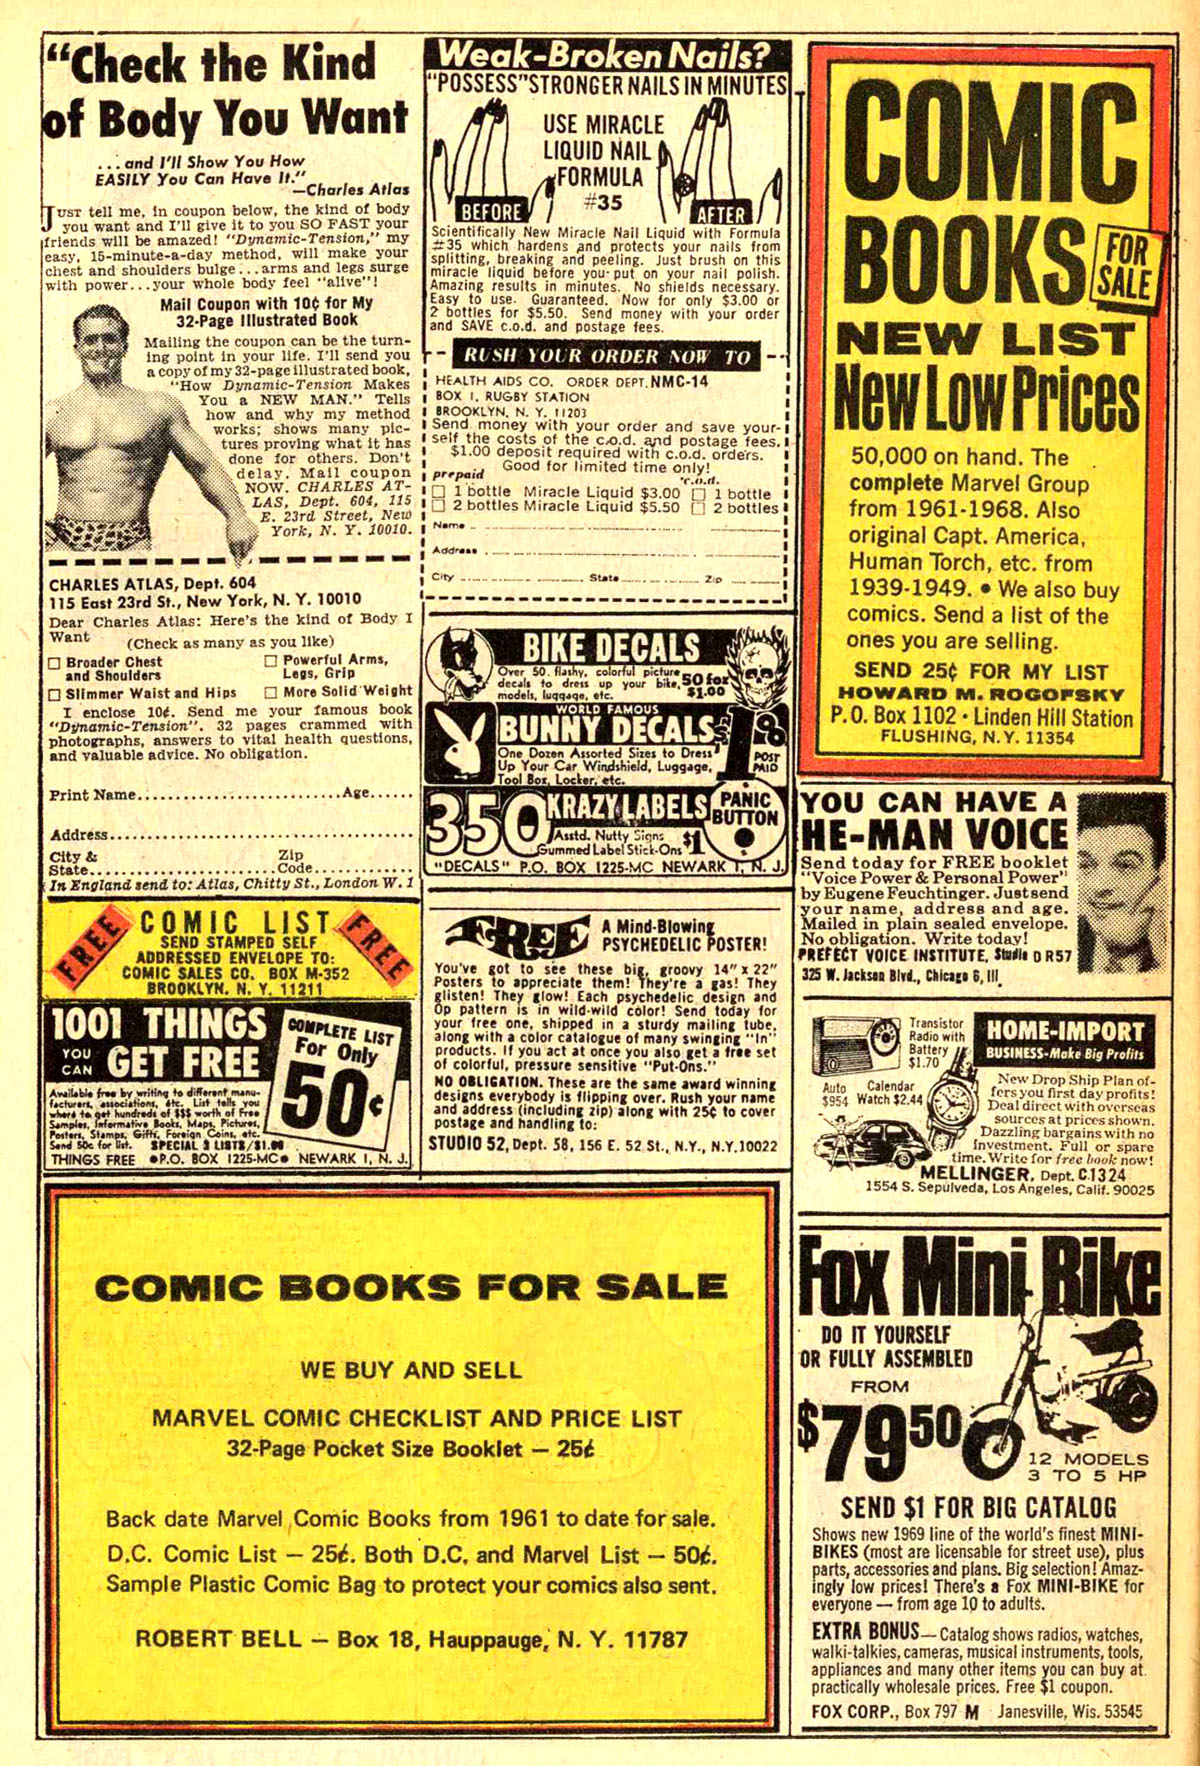 "Check the Kind
of Body You Want
...and I'll Show You How
EASILY You Can Have It."
—Charles Atlas
JUST tell me, in coupon below, the kind of body
you want and I'll give it to you SO FAST your
friends will be amazed! "Dynamic-Tension," my
easy, 15-minute-a-day method, will make your
chest and shoulders bulge...arms and legs surge
with power...your whole body feel "alive"!
Mail Coupon with 10¢ for My
32-Page Illustrated Book
Mailing the coupon can be the turn-
ing point in your life. I'll send you
a copy of my 32-page illustrated book,
"How Dynamic-Tension Makes
You a NEW MAN." Tells
how and why my method
works; shows many pic-
tures proving what it has
done for others. Don't
delay. Mail coupon
NOW. CHARLES AT-
LAS, Dept. 604, 115
E. 23rd Street, New
York, N. Y. 10010.
CHARLES ATLAS, Dept. 604
115 East 23rd St., New York, N. Y. 10010
Dear Charles Atlas: Here's the kind of Body I
Want (Check as many as you like)
☐ Broader Chest and Shoulders
☐ Powerful Arms, Legs, Grip
☐ Slimmer Waist and Hips ☐ More Solid Weight
I enclose 10¢. Send me your famous book
"Dynamic-Tension". 32 pages crammed with
photographs, answers to vital health questions,
and valuable advice. No obligation.
Print Name........................Age......
Address....................................
City & State.................... Zip Code............
In England send to: Atlas, Chitty St., London W. 1
FREE
COMIC LIST
FREE
SEND STAMPED SELF
ADDRESSED ENVELOPE TO:
COMIC SALES CO. BOX M-352
BROOKLYN, N. Y. 11211
1001 THINGS
YOU CAN GET FREE
COMPLETE LIST
For Only
50¢
Available free by writing to different manu-
facturers, associations, etc. List tells you
where to get hundreds of $$$ worth of Free
Samples, Informative Books, Maps, Pictures,
Posters, Stamps, Gifts, Foreign Coins, etc.
Send 50c for list. SPECIAL 3 LISTS/$1.00
THINGS FREE •P.O. BOX 1225-MC• NEWARK 1, N. J.
Weak-Broken Nails?
"POSSESS" STRONGER NAILS IN MINUTES
USE MIRACLE
LIQUID NAIL
FORMULA
#35
BEFORE
AFTER
Scientifically New Miracle Nail Liquid with Formula
#35 which hardens and protects your nails from
splitting, breaking and peeling. Just brush on this
miracle liquid before you put on your nail polish.
Amazing results in minutes. No shields necessary.
Easy to use. Guaranteed. Now for only $3.00 or
2 bottles for $5.50. Send money with your order
and SAVE c.o.d. and postage fees.
RUSH YOUR ORDER NOW TO
HEALTH AIDS CO. ORDER DEPT. NMC-14
BOX 1, RUGBY STATION
BROOKLYN, N. Y. 11203
Send money with your order and save your-
self the costs of the c.o.d. and postage fees.
$1.00 deposit required with c.o.d. orders.
Good for limited time only!
prepaid c.o.d.
☐ 1 bottle Miracle Liquid $3.00 ☐ 1 bottle
☐ 2 bottles Miracle Liquid $5.50 ☐ 2 bottles
Name
Address
City State Zip
BIKE DECALS
Over 50 flashy, colorful picture
decals to dress up your bike,
models, luggage, etc.
50 for
$1.00
WORLD FAMOUS
BUNNY DECALS
$1.00
POST PAID
One Dozen Assorted Sizes to Dress
Up Your Car Windshield, Luggage,
Tool Box, Locker, etc.
350 KRAZY LABELS
Asstd. Nutty Signs
Gummed Label Stick-Ons $1
PANIC
BUTTON
"DECALS" P.O. BOX 1225-MC NEWARK 1, N. J.
FREE
A Mind-Blowing
PSYCHEDELIC POSTER!
You've got to see these big, groovy 14" x 22"
Posters to appreciate them! They're a gas! They
glisten! They glow! Each psychedelic design and
Op pattern is in wild-wild color! Send today for
your free one, shipped in a sturdy mailing tube,
along with a color catalogue of many swinging "In"
products. If you act at once you also get a free set
of colorful, pressure sensitive "Put-Ons."
NO OBLIGATION. These are the same award winning
designs everybody is flipping over. Rush your name
and address (including zip) along with 25¢ to cover
postage and handling to:
STUDIO 52, Dept. 58, 156 E. 52 St., N.Y., N.Y. 10022
COMIC BOOKS FOR SALE
WE BUY AND SELL
MARVEL COMIC CHECKLIST AND PRICE LIST
32-Page Pocket Size Booklet — 25¢
Back date Marvel Comic Books from 1961 to date for sale.
D.C. Comic List — 25¢. Both D.C. and Marvel List — 50¢.
Sample Plastic Comic Bag to protect your comics also sent.
ROBERT BELL — Box 18, Hauppauge, N. Y. 11787
COMIC
BOOKS
FOR
SALE
NEW LIST
New Low Prices
50,000 on hand. The
complete Marvel Group
from 1961-1968. Also
original Capt. America,
Human Torch, etc. from
1939-1949. • We also buy
comics. Send a list of the
ones you are selling.
SEND 25¢ FOR MY LIST
HOWARD M. ROGOFSKY
P.O. Box 1102 • Linden Hill Station
FLUSHING, N.Y. 11354
YOU CAN HAVE A
HE-MAN VOICE
Send today for FREE booklet
"Voice Power & Personal Power"
by Eugene Feuchtinger. Just send
your name, address and age.
Mailed in plain sealed envelope.
No obligation. Write today!
PREFECT VOICE INSTITUTE, Studio DR57
325 W. Jackson Blvd., Chicago 6, Ill.
Transistor
Radio with
Battery
$1.70
Auto
$954
Calendar
Watch $2.44
HOME-IMPORT
BUSINESS-Make Big Profits
New Drop Ship Plan of-
fers you first day profits!
Deal direct with overseas
sources at prices shown.
Dazzling bargains with no
investment. Full or spare
time. Write for free book now!
MELLINGER, Dept. C1324
1554 S. Sepulveda, Los Angeles, Calif. 90025
Fox Mini Bike
DO IT YOURSELF
OR FULLY ASSEMBLED
FROM
$79.50
12 MODELS
3 TO 5 HP
SEND $1 FOR BIG CATALOG
Shows new 1969 line of the world's finest MINI-
BIKES (most are licensable for street use), plus
parts, accessories and plans. Big selection! Amaz-
ingly low prices! There's a Fox MINI-BIKE for
everyone — from age 10 to adults.
EXTRA BONUS— Catalog shows radios, watches,
walki-talkies, cameras, musical instruments, tools,
appliances and many other items you can buy at
practically wholesale prices. Free $1 coupon.
FOX CORP., Box 797 M Janesville, Wis. 53545